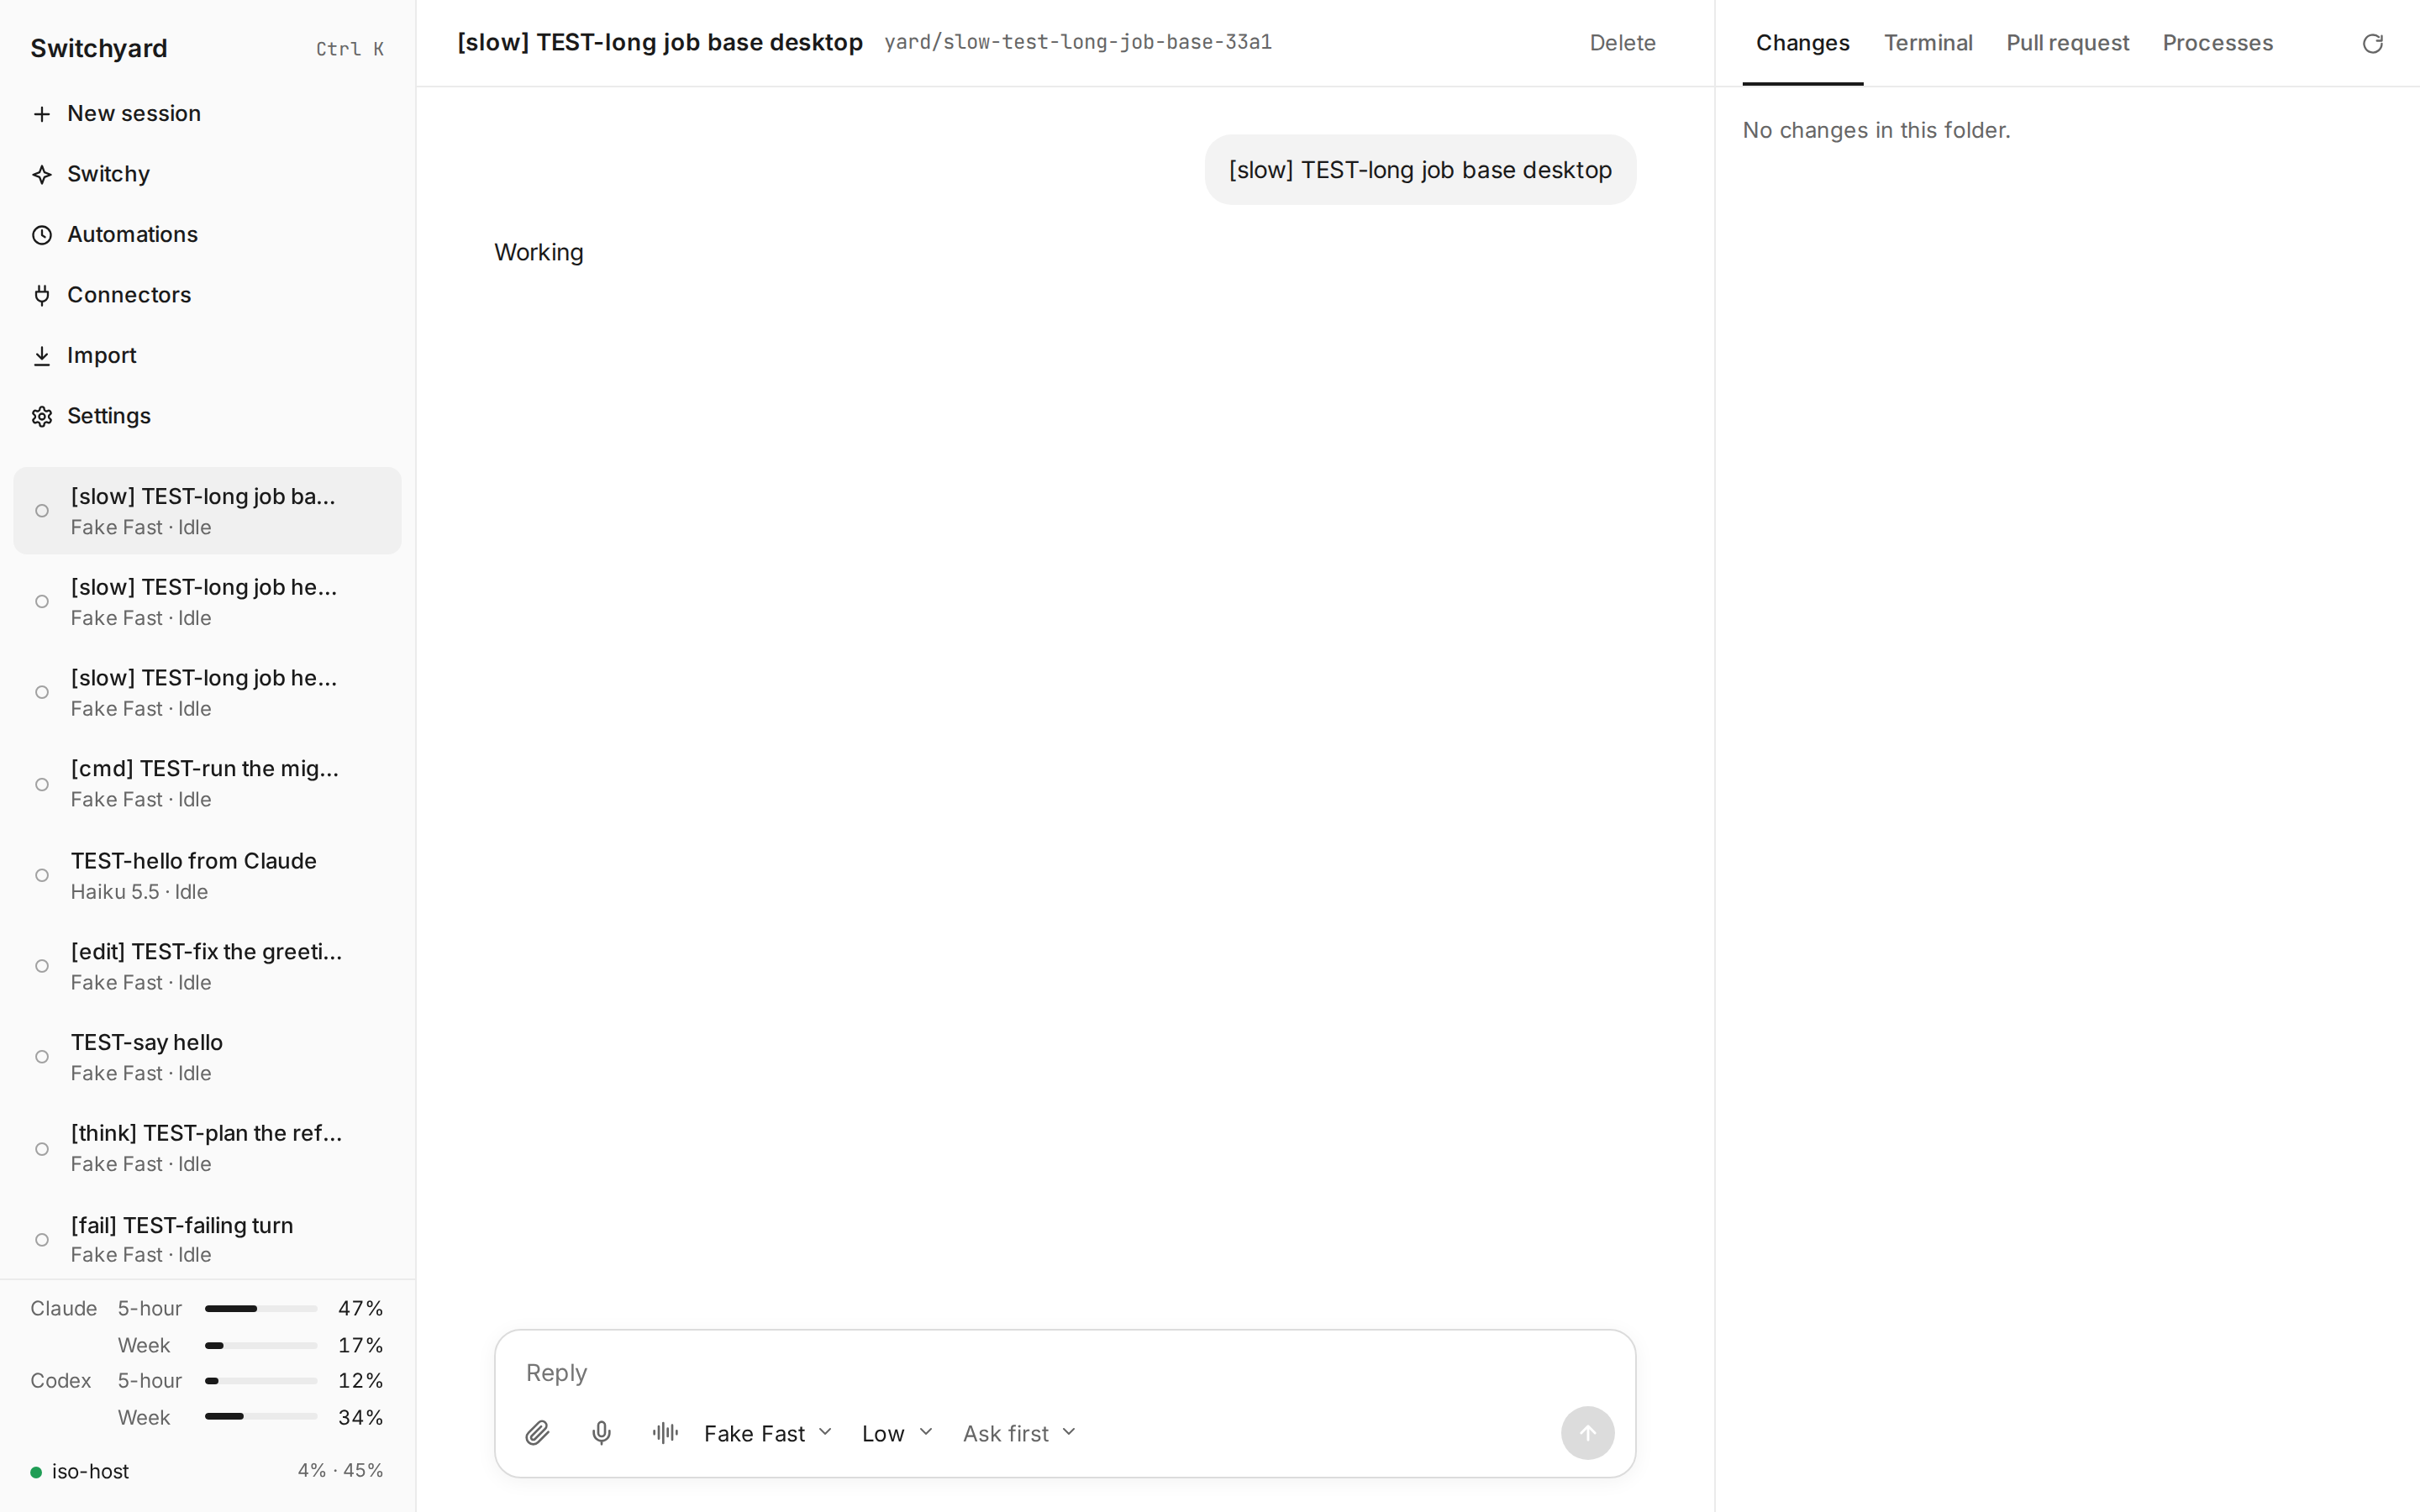 Switchyard Ctrl K
New session
Switchy
Automations
Connectors
Import
Settings
[slow] TEST-long job ba...
Fake Fast · Idle
[slow] TEST-long job he...
Fake Fast · Idle
[slow] TEST-long job he...
Fake Fast · Idle
[cmd] TEST-run the mig...
Fake Fast · Idle
TEST-hello from Claude
Haiku 5.5 · Idle
[edit] TEST-fix the greeti...
Fake Fast · Idle
TEST-say hello
Fake Fast · Idle
[think] TEST-plan the ref...
Fake Fast · Idle
[fail] TEST-failing turn
Fake Fast · Idle
Claude 5-hour 47%
Week 17%
Codex 5-hour 12%
Week 34%
iso-host 4% · 45%
[slow] TEST-long job base desktop yard/slow-test-long-job-base-33a1 Delete
[slow] TEST-long job base desktop
Working
Reply
Fake Fast Low Ask first
Changes Terminal Pull request Processes
No changes in this folder.